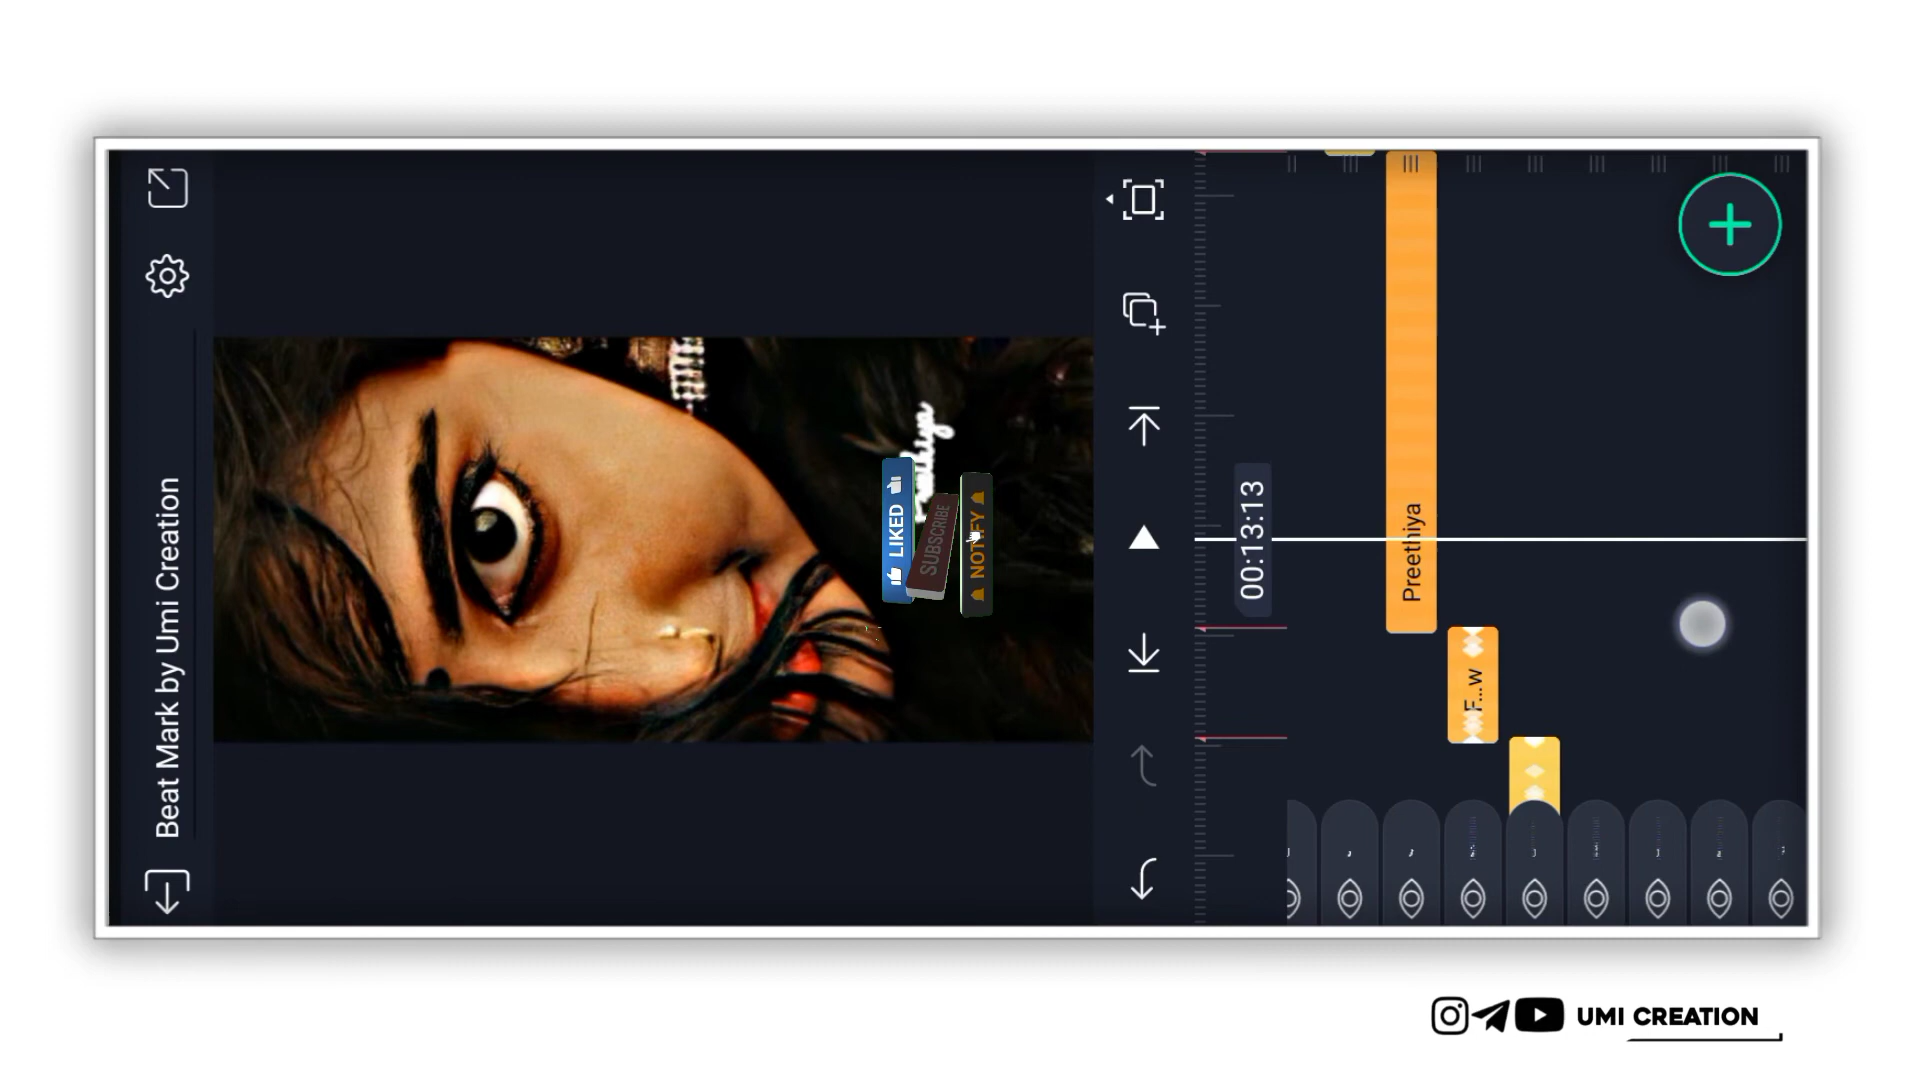 Beat Mark by Umi Creation
LIKED
SUBSCRIBE
NOTIFY
00:13:13
Preethiya
F...w
UMI CREATION